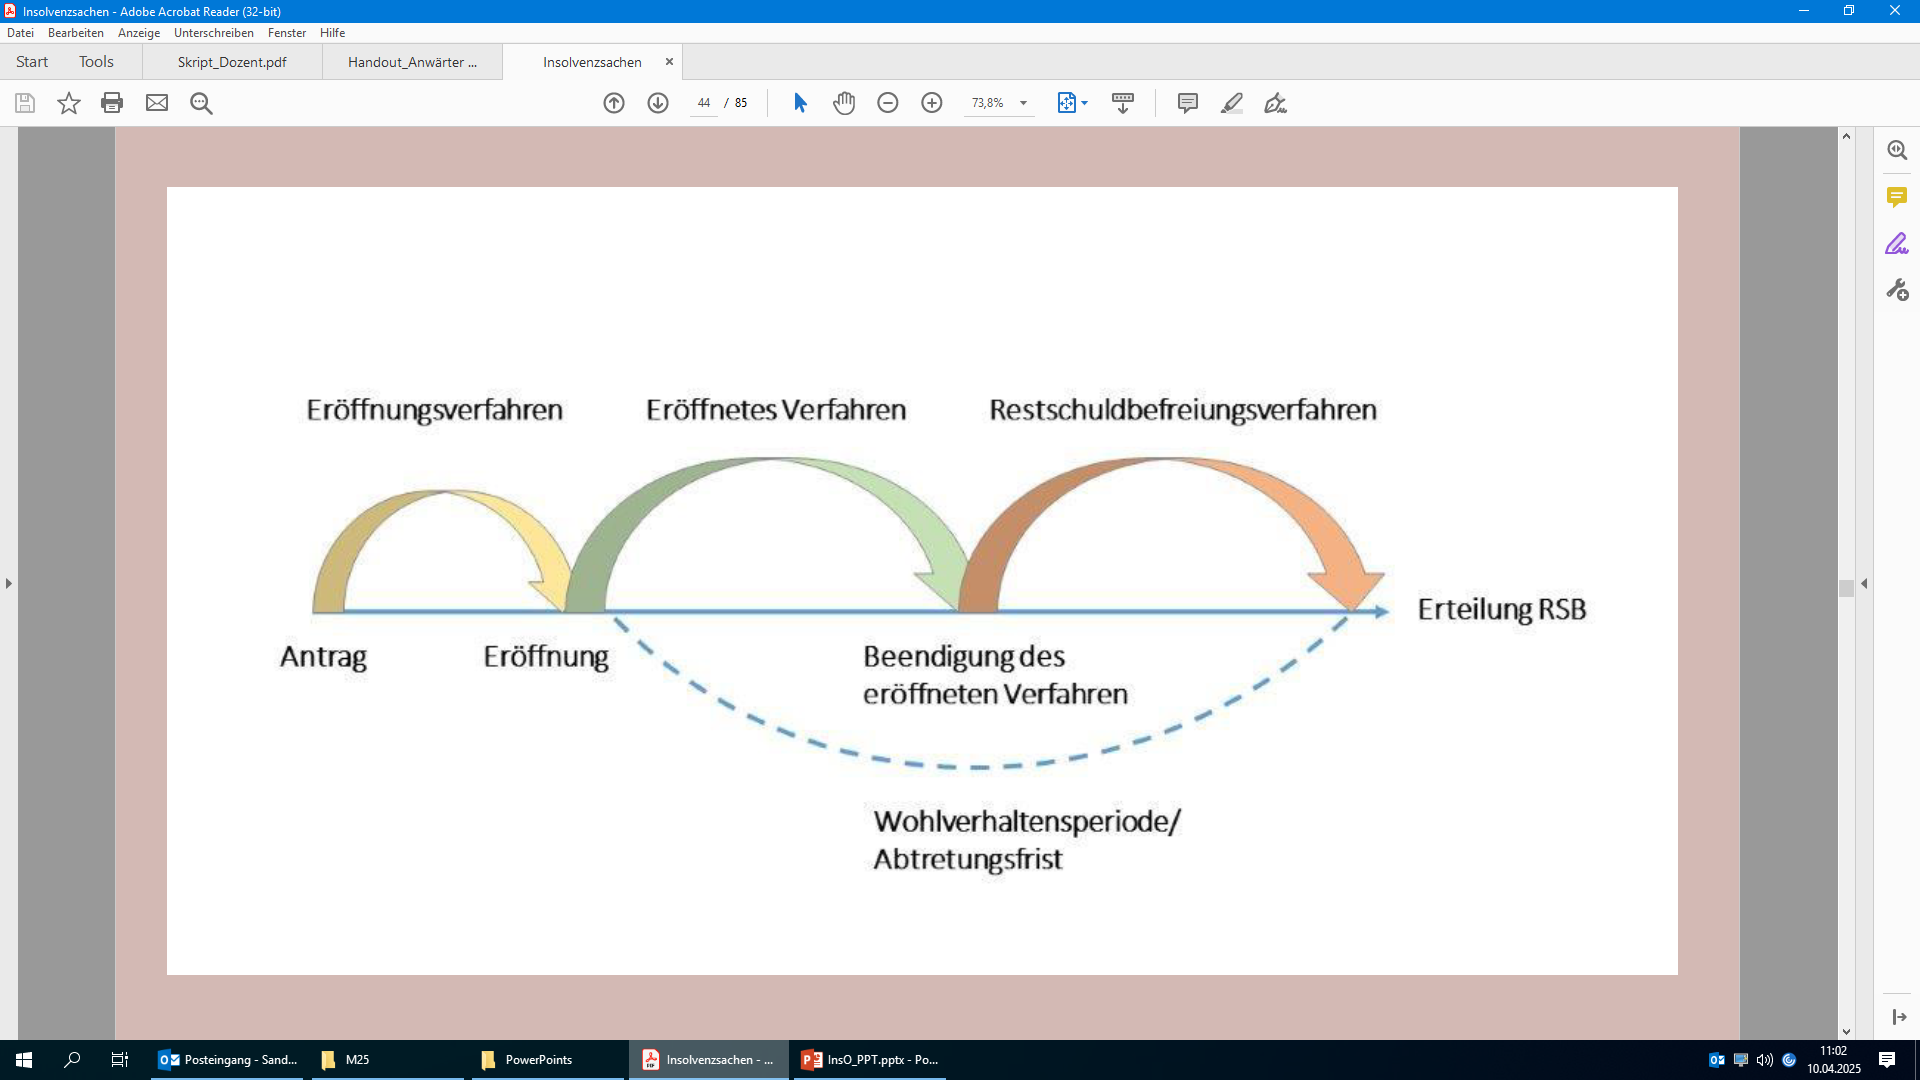 Insolvenzsachen - Adobe Acrobat Reader (32-bit)
Datei Bearbeiten Anzeige Unterschreiben Fenster Hilfe
Start Tools Skript_Dozent.pdf Handout_Anwärter ... Insolvenzsachen ×
44 / 85 73,8%
Eröffnungsverfahren Eröffnetes Verfahren Restschuldbefreiungsverfahren
Erteilung RSB
Antrag Eröffnung Beendigung des
eröffneten Verfahren
Wohlverhaltensperiode/
Abtretungsfrist
Posteingang - Sand... M25 PowerPoints Insolvenzsachen - ... InsO_PPT.pptx - Po...
11:02
10.04.2025